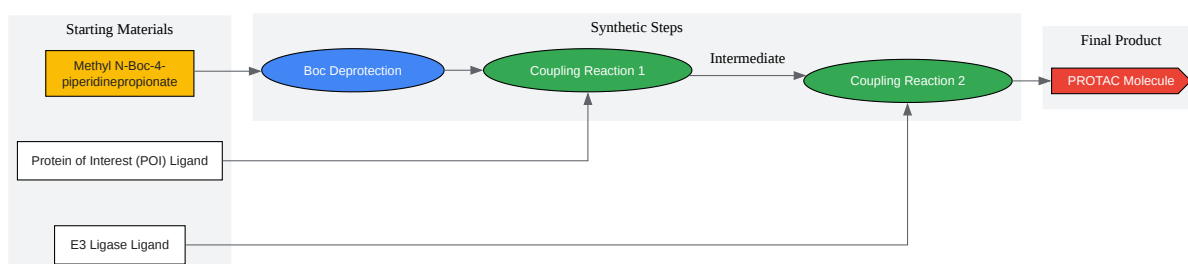 Starting Materials
Synthetic Steps
Final Product
Methyl N-Boc-4-
piperidinepropionate
Boc Deprotection
Coupling Reaction 1
Intermediate
Coupling Reaction 2
PROTAC Molecule
Protein of Interest (POI) Ligand
E3 Ligase Ligand